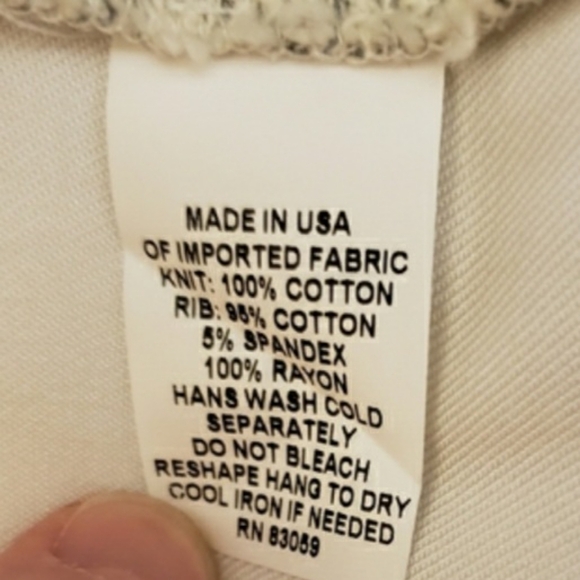 MADE IN USA
OF IMPORTED FABRIC
KNIT: 100% COTTON
RIB: 95% COTTON
5% SPANDEX
100% RAYON
HANS WASH COLD
SEPARATELY
DO NOT BLEACH
RESHAPE HANG TO DRY
COOL IRON IF NEEDED
RN 83059